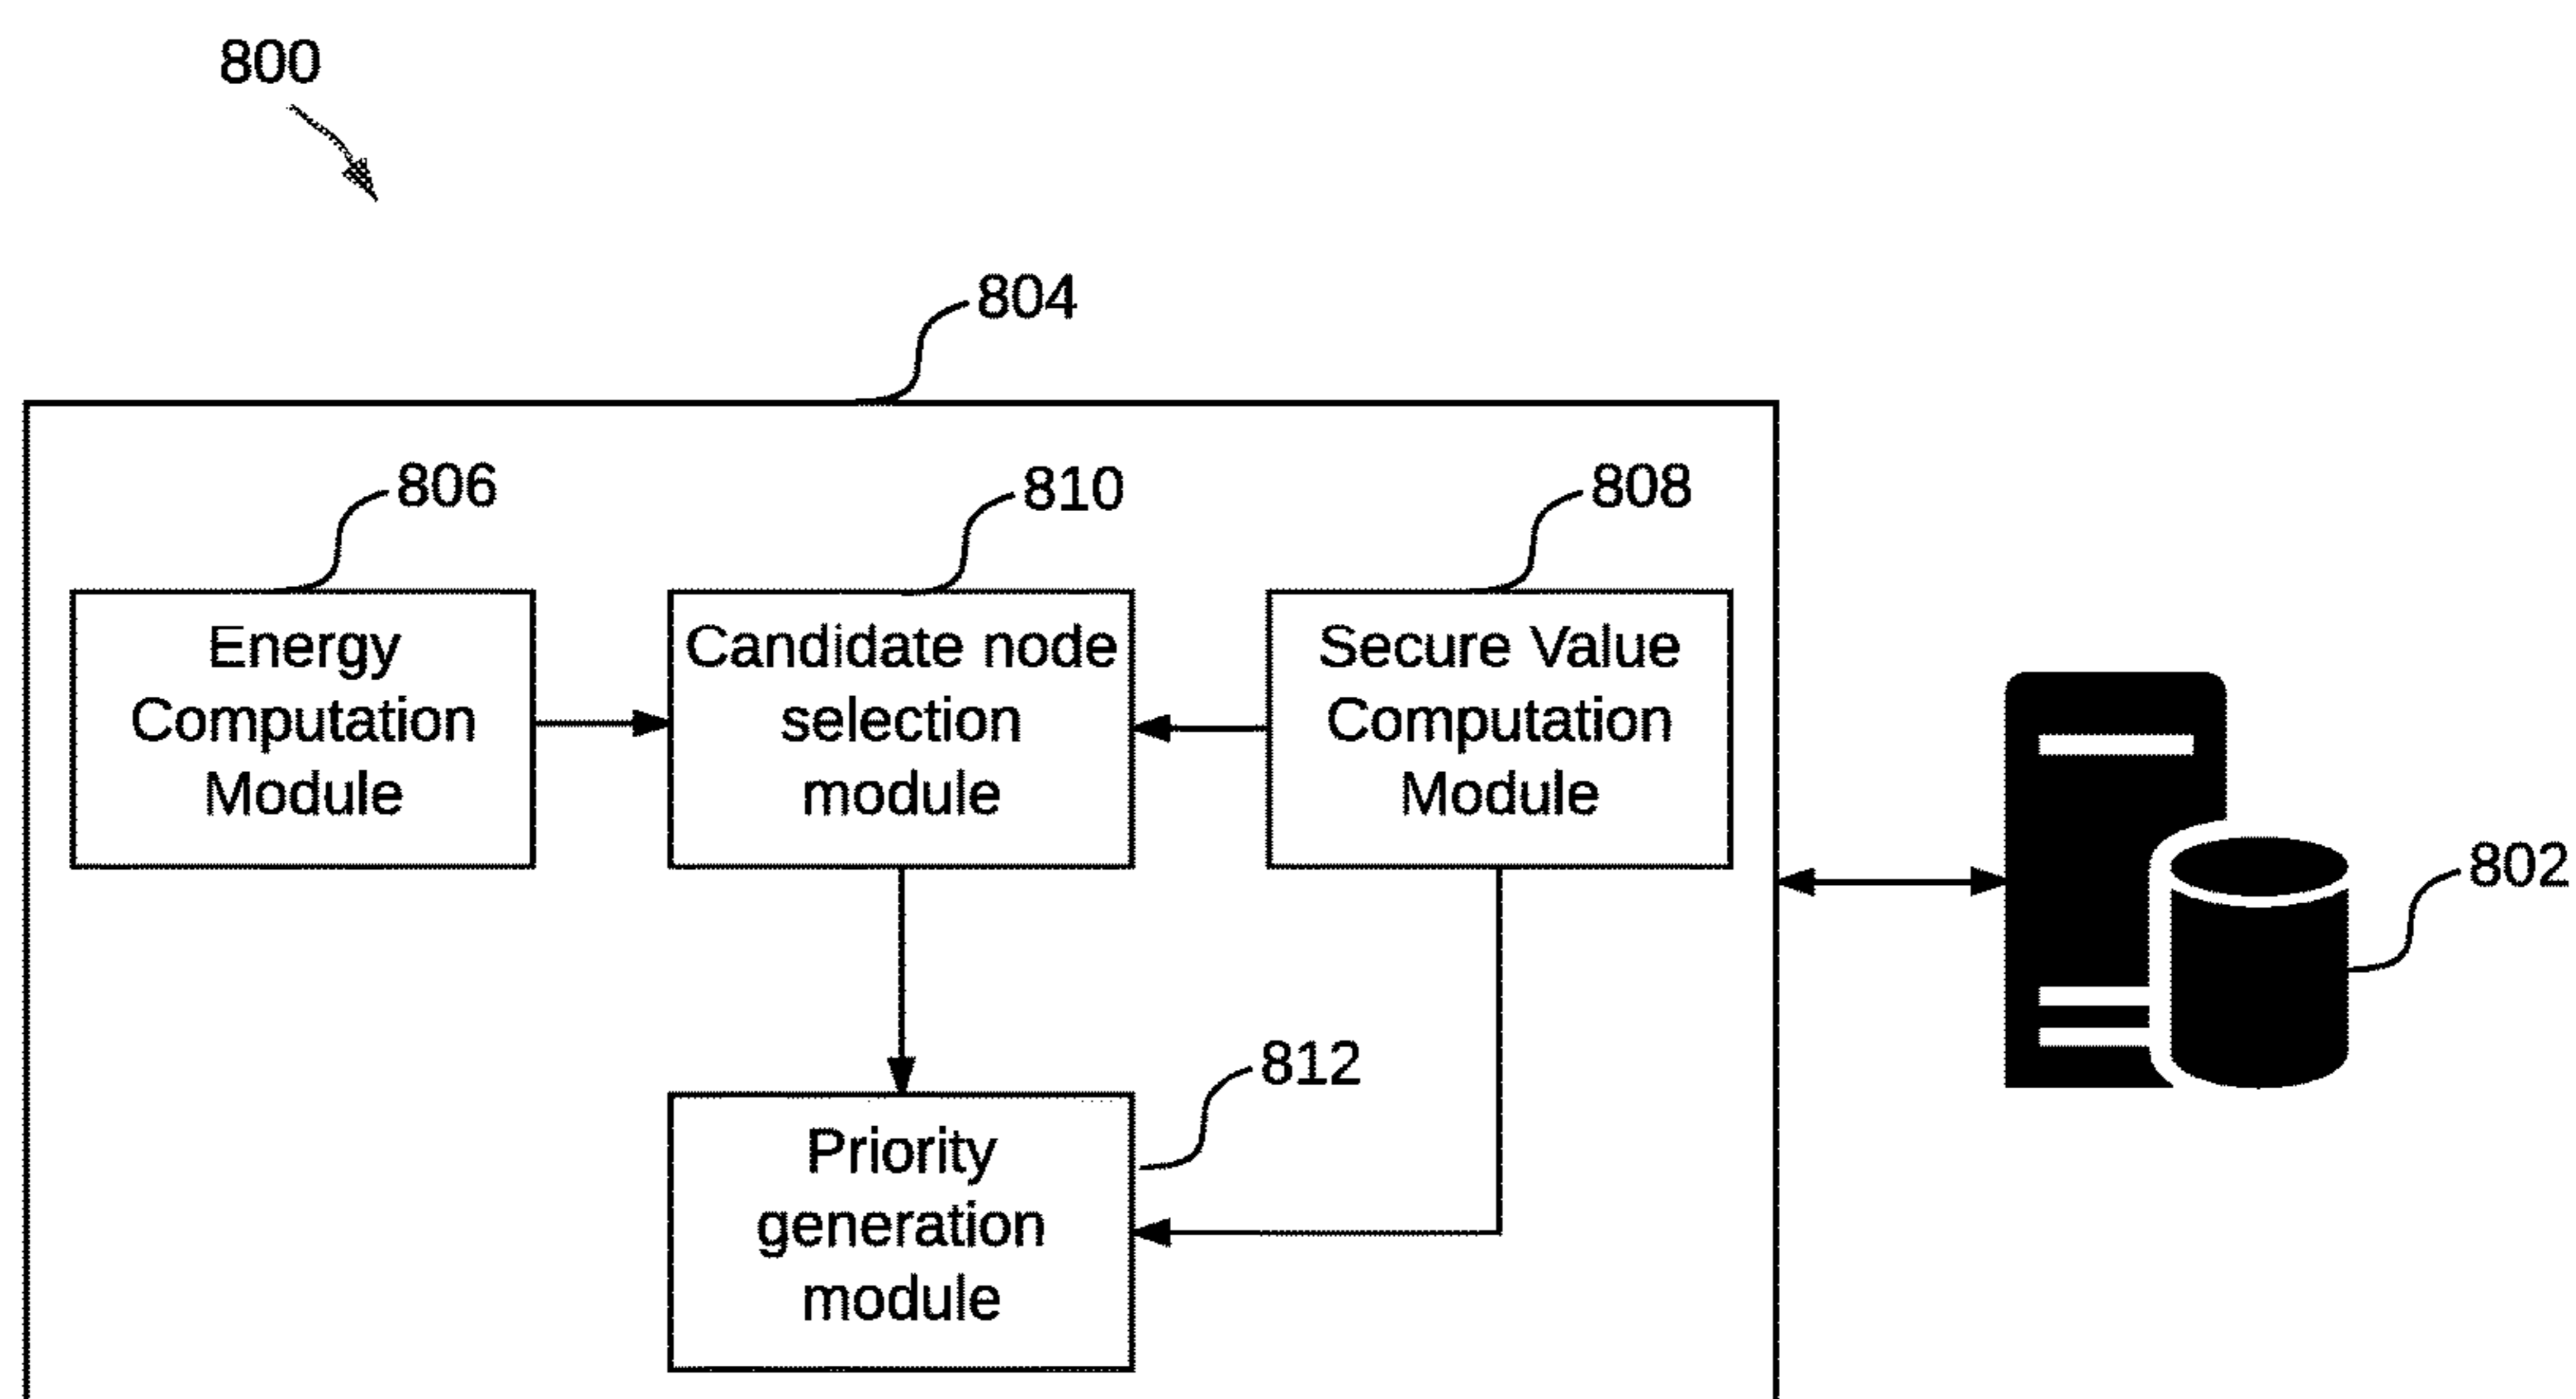 800
804
806
810
808
Energy
Computation
Module
Candidate node
selection
module
Secure Value
Computation
Module
802
812
Priority
generation
module